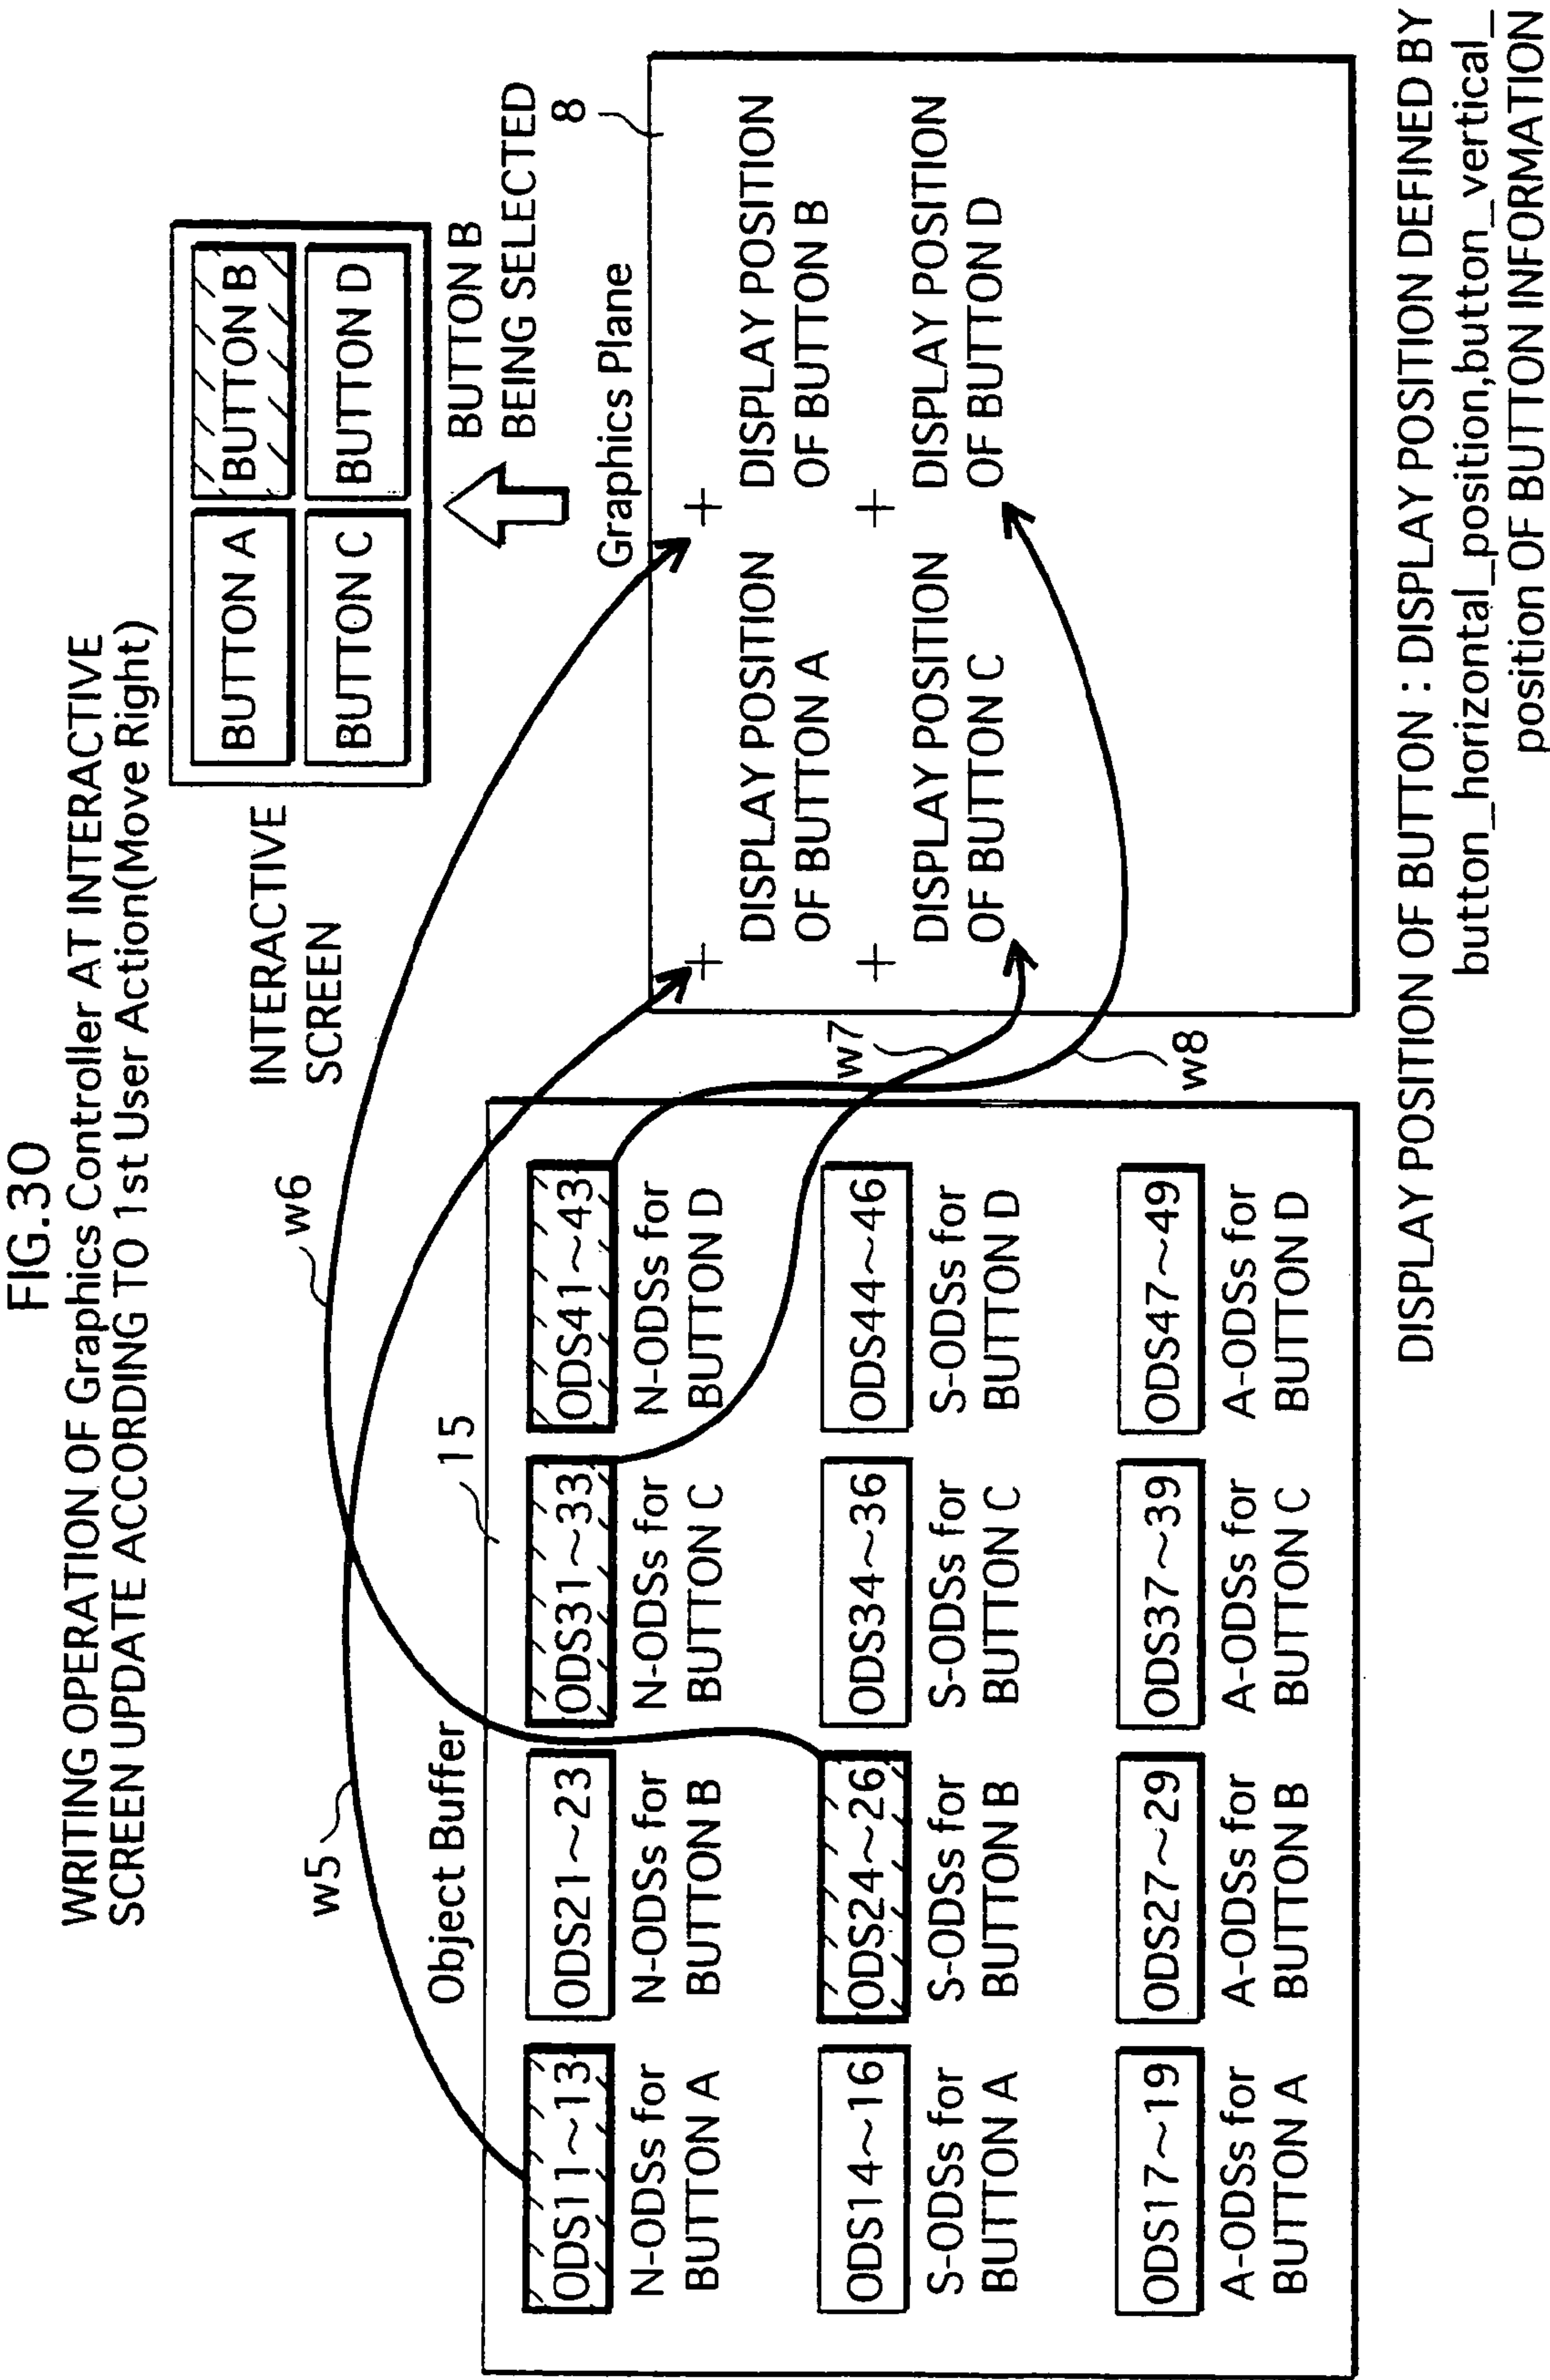 FIG.30
WRITING OPERATION OF Graphics Controller AT INTERACTIVE
SCREEN UPDATE ACCORDING TO 1st User Action(Move Right)
INTERACTIVE
SCREEN
BUTTON A
BUTTON B
BUTTON C
BUTTON D
BUTTON B
BEING SELECTED
w5
w6
Object Buffer
15
ODS11~13
ODS21~23
ODS31~33
ODS41~43
N-ODSs for
BUTTON A
N-ODSs for
BUTTON B
N-ODSs for
BUTTON C
N-ODSs for
BUTTON D
ODS14~16
ODS24~26
ODS34~36
ODS44~46
S-ODSs for
BUTTON A
S-ODSs for
BUTTON B
S-ODSs for
BUTTON C
S-ODSs for
BUTTON D
ODS17~19
ODS27~29
ODS37~39
ODS47~49
A-ODSs for
BUTTON A
A-ODSs for
BUTTON B
A-ODSs for
BUTTON C
A-ODSs for
BUTTON D
w7
w8
Graphics Plane
8
DISPLAY POSITION
OF BUTTON A
DISPLAY POSITION
OF BUTTON B
DISPLAY POSITION
OF BUTTON C
DISPLAY POSITION
OF BUTTON D
DISPLAY POSITION OF BUTTON : DISPLAY POSITION DEFINED BY
button_horizontal_position,button_vertical_
position OF BUTTON INFORMATION